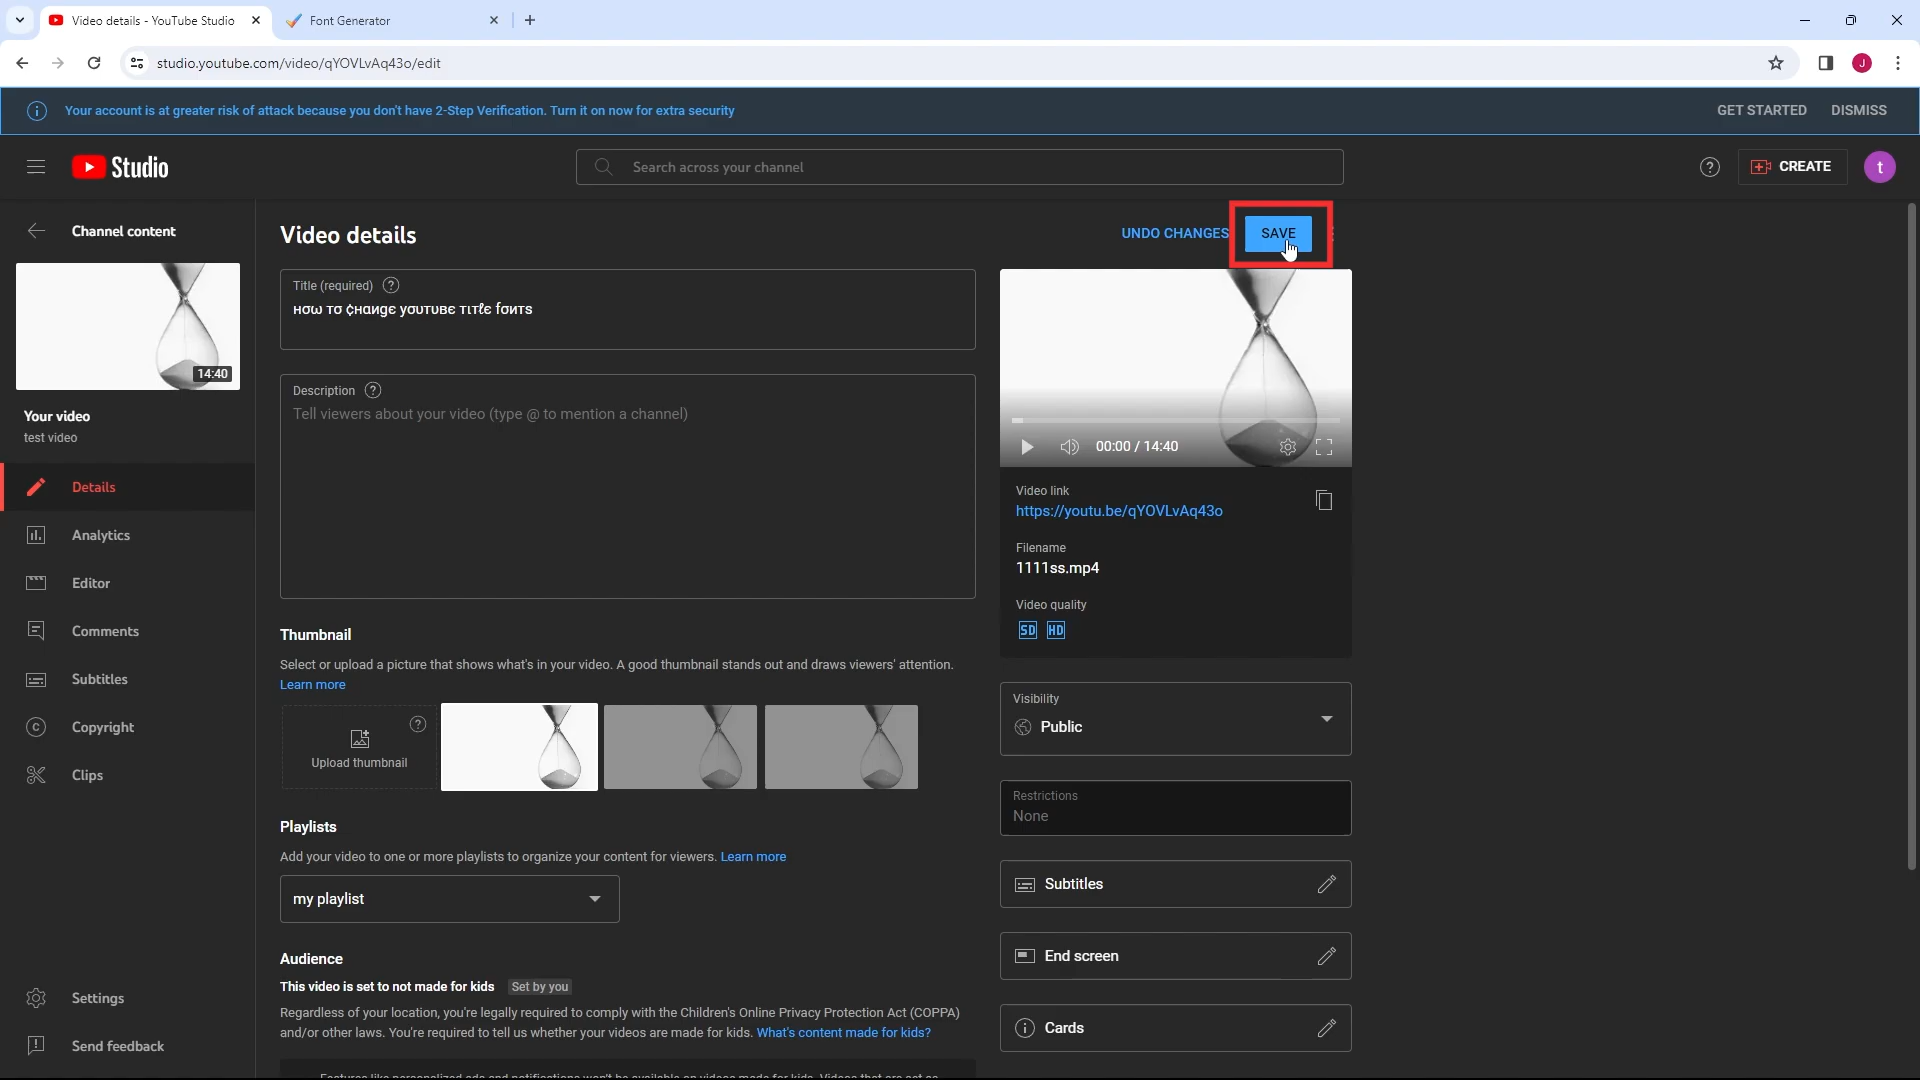 Video details - YouTube Studio
Font Generator
studio.youtube.com/video/qYOVLvAq43o/edit
J
Your account is at greater risk of attack because you don't have 2-Step Verification. Turn it on now for extra security
GET STARTED
DISMISS
Studio
Search across your channel
CREATE
t
Channel content
Video details
UNDO CHANGES
SAVE
14:40
Your video
test video
Details
Analytics
Editor
Comments
Subtitles
Copyright
Clips
Settings
Send feedback
Title (required)
нσω тσ ¢нαиgє уσυтυвє тιтℓє fσитѕ
Description
Tell viewers about your video (type @ to mention a channel)
Thumbnail
Select or upload a picture that shows what's in your video. A good thumbnail stands out and draws viewers' attention.
Learn more
Upload thumbnail
Playlists
Add your video to one or more playlists to organize your content for viewers. Learn more
my playlist
Audience
This video is set to not made for kids Set by you
Regardless of your location, you're legally required to comply with the Children's Online Privacy Protection Act (COPPA)
and/or other laws. You're required to tell us whether your videos are made for kids. What's content made for kids?
00:00 / 14:40
Video link
https://youtu.be/qYOVLvAq43o
Filename
1111ss.mp4
Video quality
SD HD
Visibility
Public
Restrictions
None
Subtitles
End screen
Cards